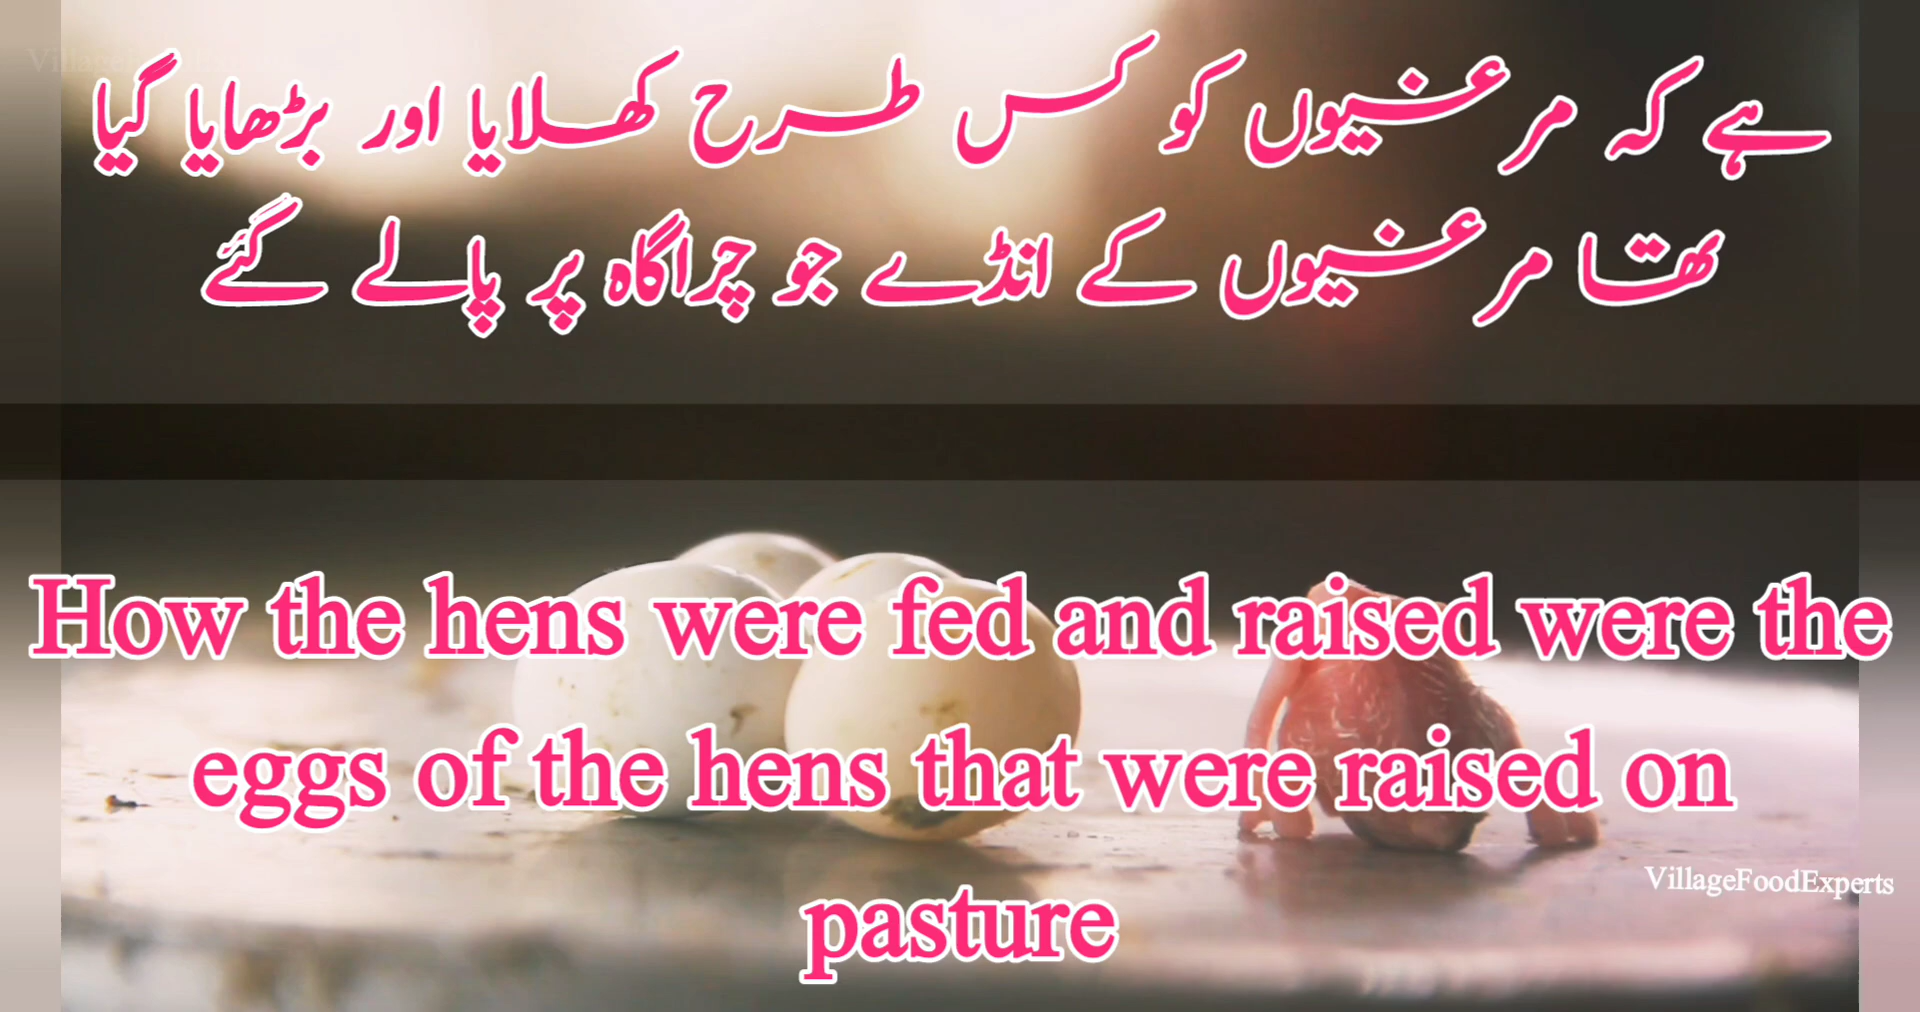 ہے کہ مرغیوں کو کس طرح کھلایا اور بڑھایا گیا
تھا مرغیوں کے انڈے جو چراگاہ پر پالے گئے
How the hens were fed and raised were the
eggs of the hens that were raised on
pasture
VillageFoodExperts